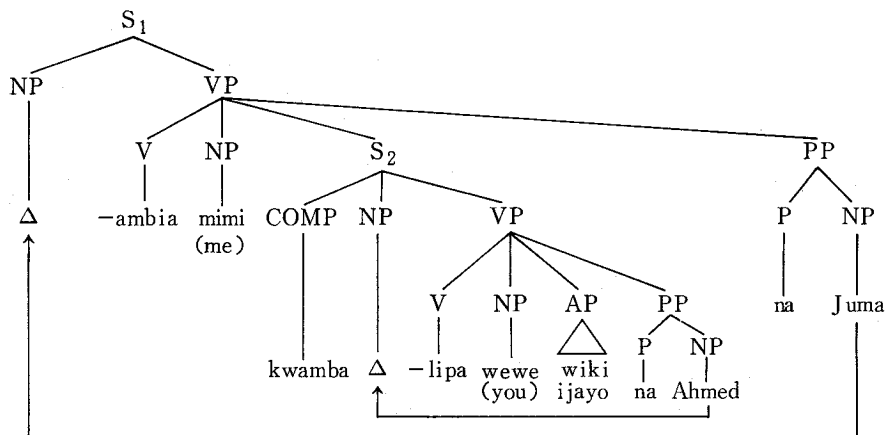 S₁
NP VP
V NP S₂ PP
Δ -ambia mimi COMP NP VP P NP
(me)
V NP AP PP na Juma
kwamba Δ -lipa wewe wiki P NP
(you) ijayo na Ahmed